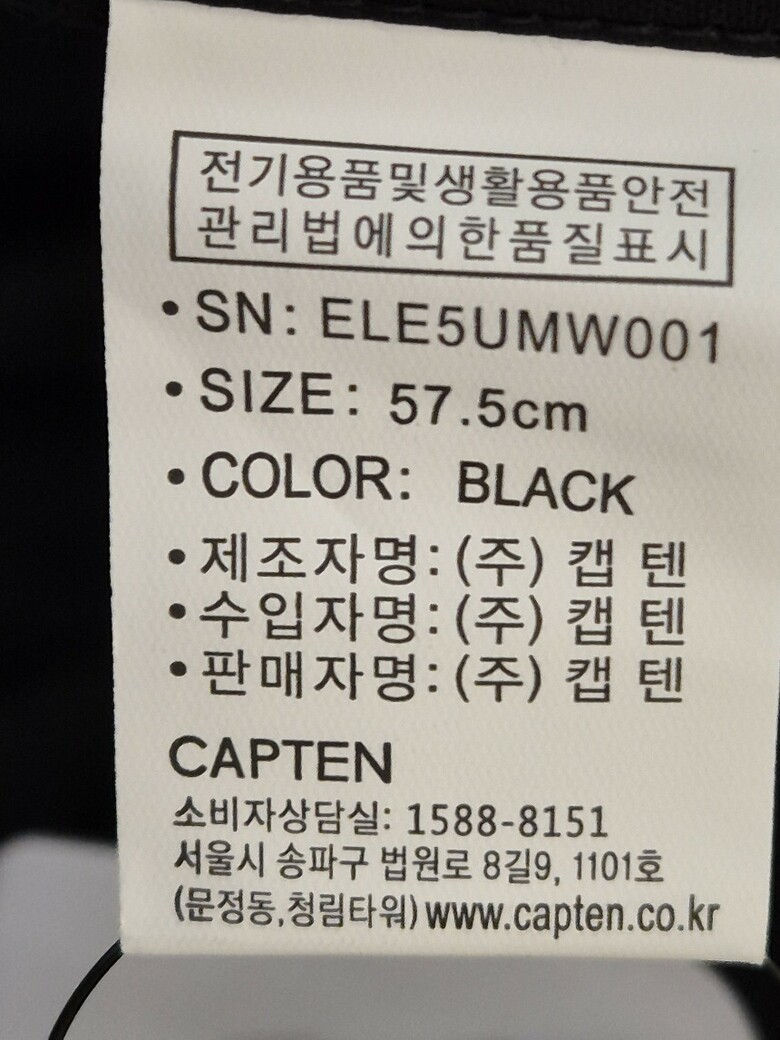 전기용품및생활용품안전
관리법에의한품질표시
• SN: ELE5UMW001
• SIZE: 57.5cm
• COLOR: BLACK
• 제조자명: (주) 캡텐
• 수입자명: (주) 캡텐
• 판매자명: (주) 캡텐
CAPTEN
소비자상담실: 1588-8151
서울시 송파구 법원로 8길9, 1101호
(문정동,청림타워) www.capten.co.kr